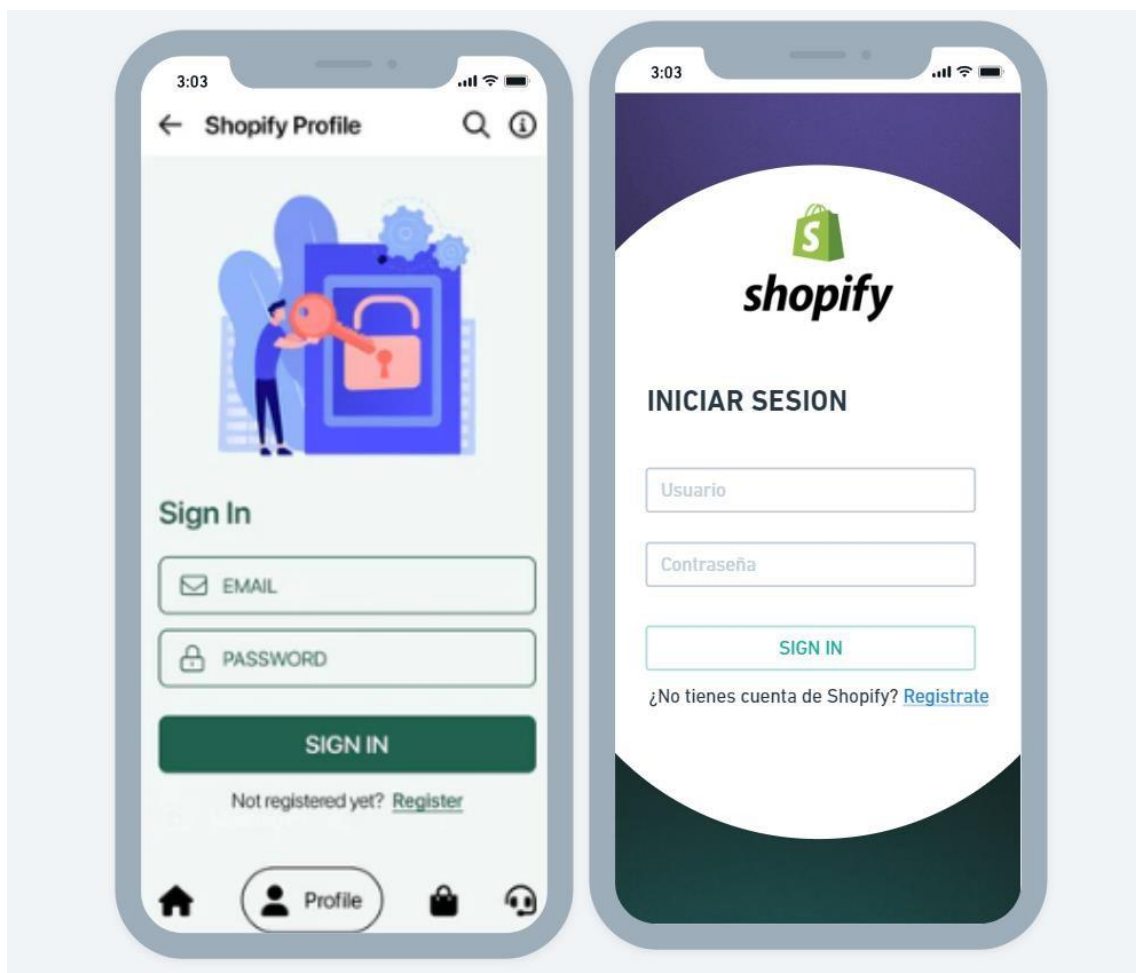 3:03
Shopify Profile
Sign In
EMAIL
PASSWORD
SIGN IN
Not registered yet? Register
Profile
3:03
S
shopify
INICIAR SESION
Usuario
Contraseña
SIGN IN
¿No tienes cuenta de Shopify? Registrate